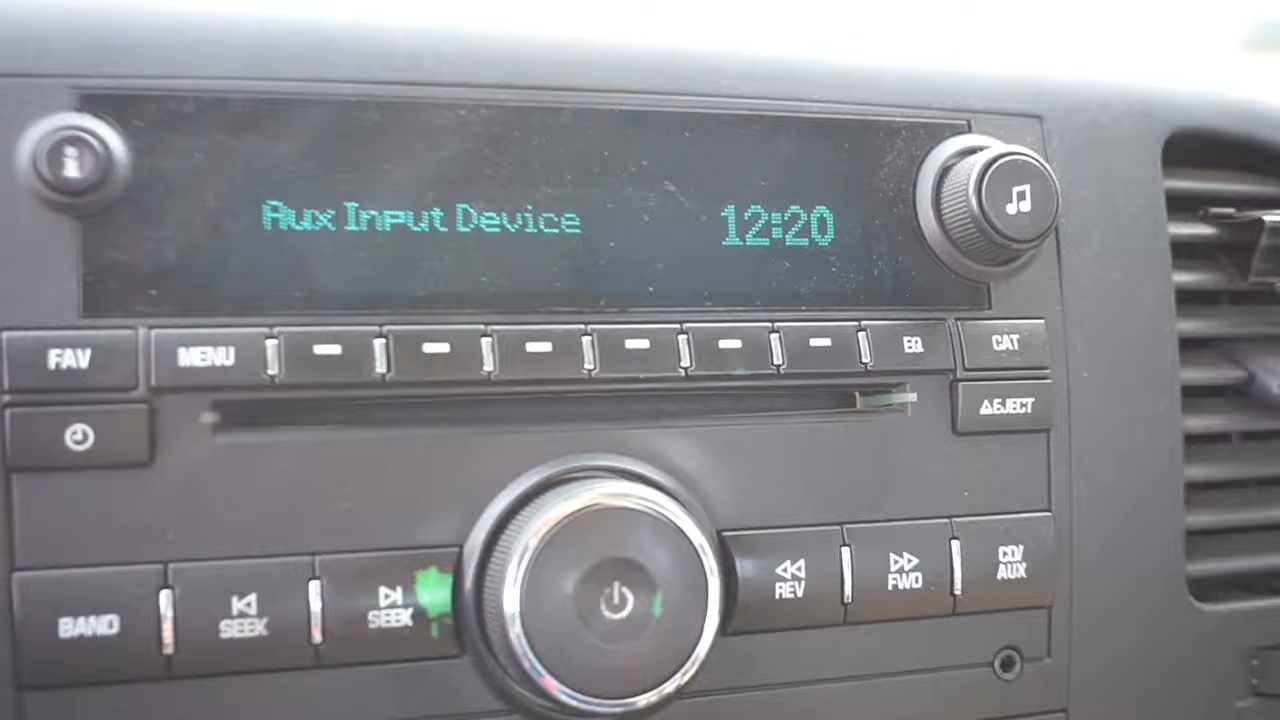 Aux Input Device 12:20
FAV MENU EQ CAT
EJECT
BAND SEEK SEEK REV FWD CD/
AUX